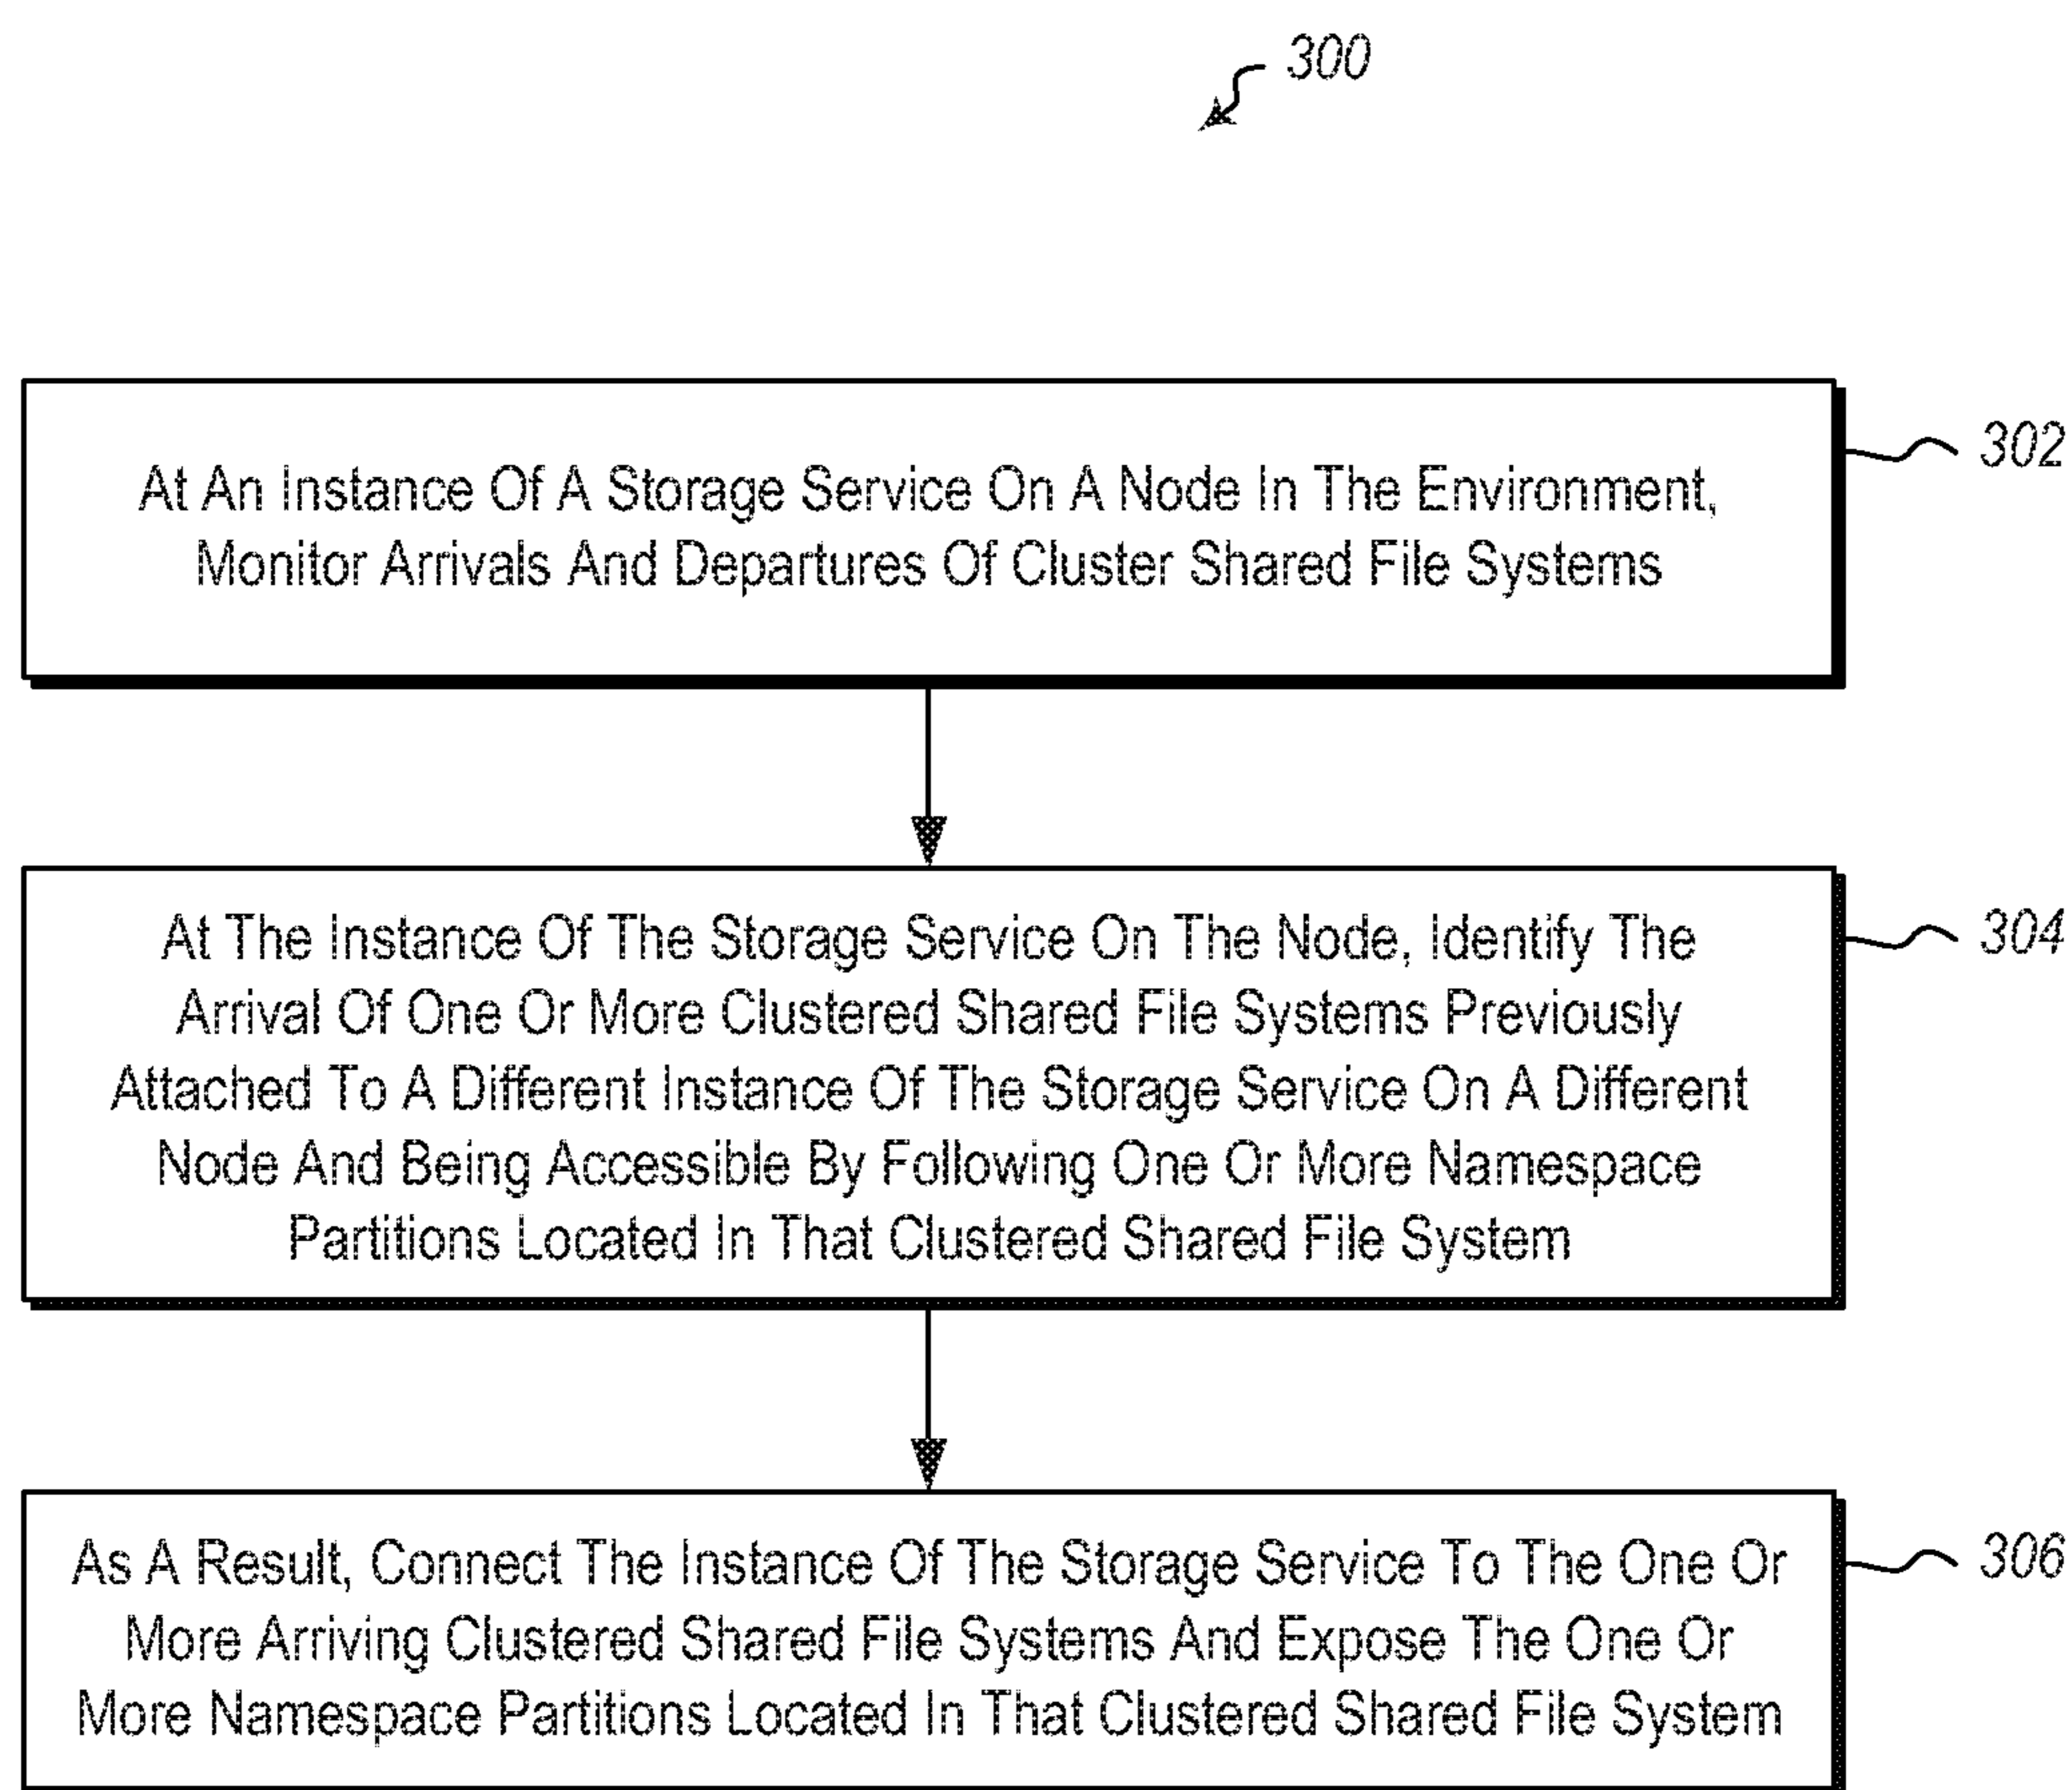 300
At An Instance Of A Storage Service On A Node In The Environment,
Monitor Arrivals And Departures Of Cluster Shared File Systems
302
At The Instance Of The Storage Service On The Node, Identify The
Arrival Of One Or More Clustered Shared File Systems Previously
Attached To A Different Instance Of The Storage Service On A Different
Node And Being Accessible By Following One Or More Namespace
Partitions Located In That Clustered Shared File System
304
As A Result, Connect The Instance Of The Storage Service To The One Or
More Arriving Clustered Shared File Systems And Expose The One Or
More Namespace Partitions Located In That Clustered Shared File System
306